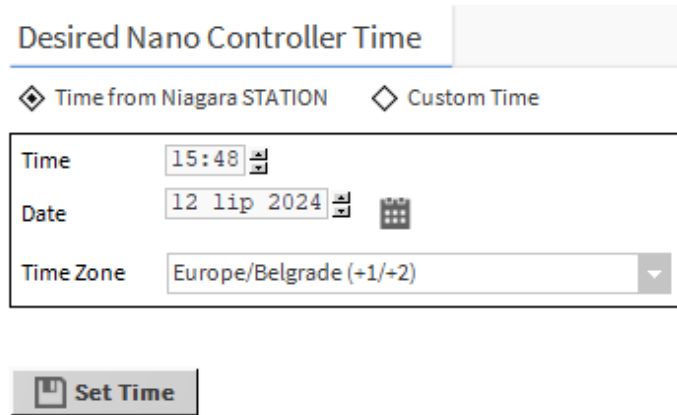 Desired Nano Controller Time
Time from Niagara STATION Custom Time
Time 15:48
Date 12 lip 2024
Time Zone Europe/Belgrade (+1/+2)
Set Time